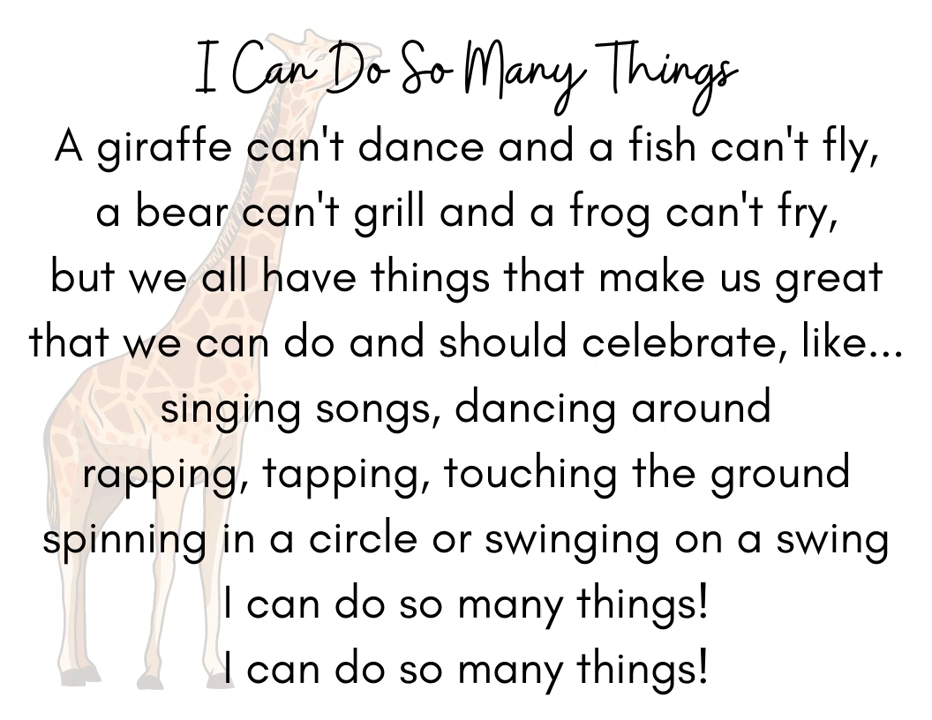 I Can Do So Many Things
A giraffe can't dance and a fish can't fly,
a bear can't grill and a frog can't fry,
but we all have things that make us great
that we can do and should celebrate, like...
singing songs, dancing around
rapping, tapping, touching the ground
spinning in a circle or swinging on a swing
I can do so many things!
I can do so many things!